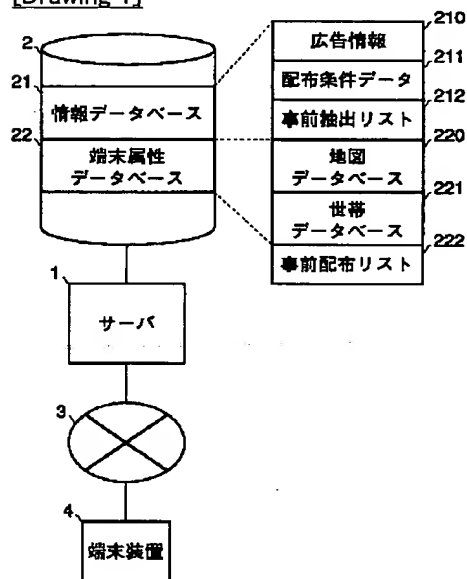 [Drawing 1]
2
21
情報データベース
22
端末属性
データベース
210
広告情報
211
配布条件データ
212
事前抽出リスト
220
地図
データベース
221
世帯
データベース
222
事前配布リスト
1
サーバ
3
4
端末装置